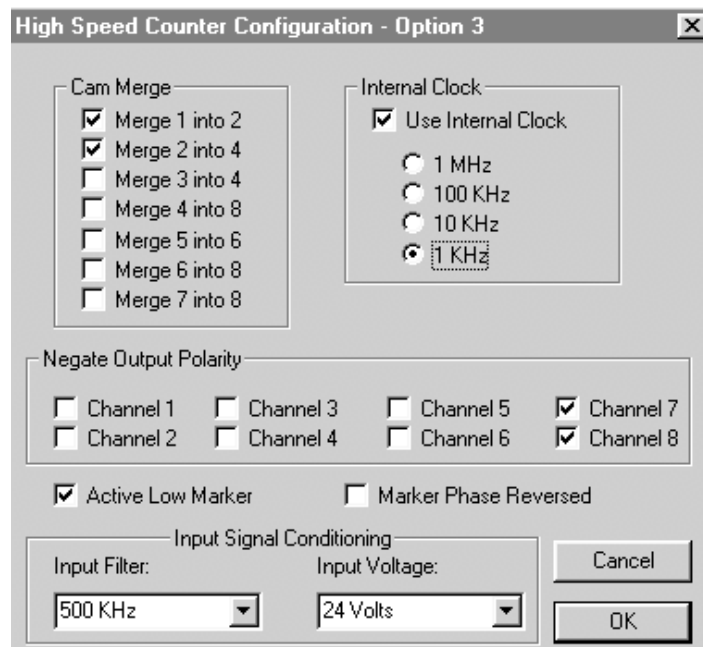 High Speed Counter Configuration - Option 3
Cam Merge
Merge 1 into 2
Merge 2 into 4
Merge 3 into 4
Merge 4 into 8
Merge 5 into 6
Merge 6 into 8
Merge 7 into 8
Internal Clock
Use Internal Clock
1 MHz
100 KHz
10 KHz
1 KHz
Negate Output Polarity
Channel 1 Channel 3 Channel 5 Channel 7
Channel 2 Channel 4 Channel 6 Channel 8
Active Low Marker Marker Phase Reversed
Input Signal Conditioning
Input Filter: Input Voltage:
500 KHz 24 Volts
Cancel
OK